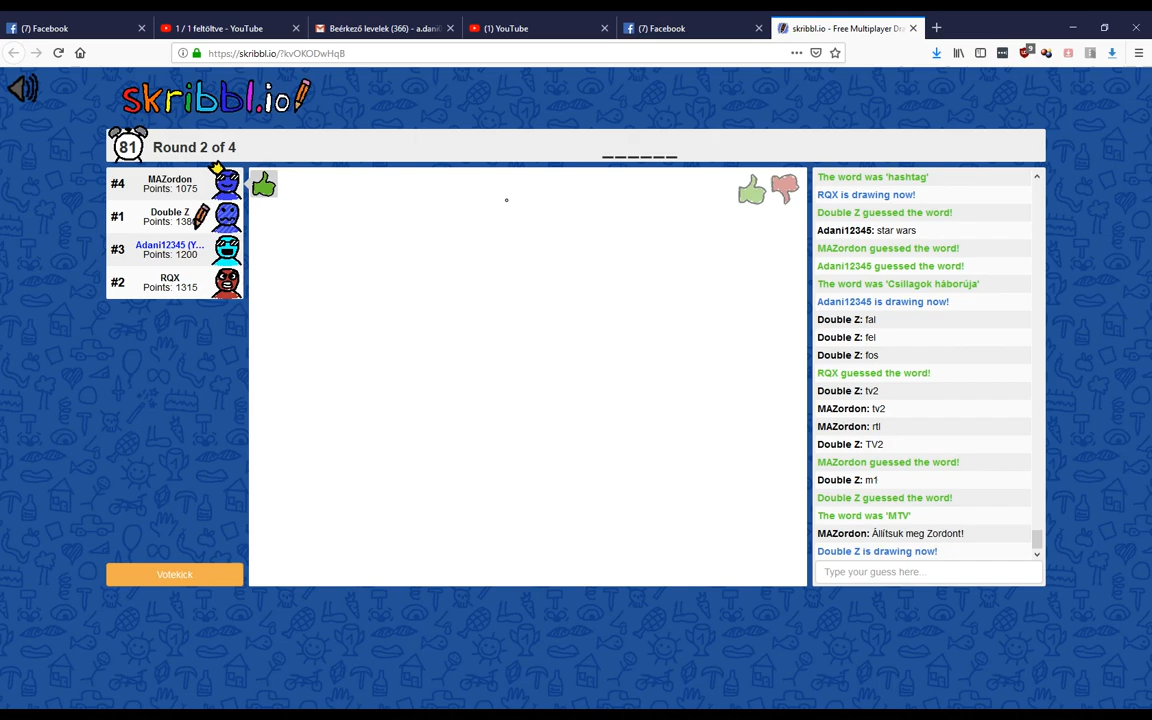 (7) Facebook
1 / 1 feltöltve - YouTube
Beérkező levelek (366) – a.dani
(1) YouTube
(7) Facebook
skribbl.io - Free Multiplayer Dra
https://skribbl.io/?kvOKODwHqB
9
skribbl.io
81
Round 2 of 4
______
#4 MAZordon
Points: 1075
#1 Double Z
Points: 1380
#3 Adani12345 (Y...
Points: 1200
#2 RQX
Points: 1315
Votekick
The word was 'hashtag'
RQX is drawing now!
Double Z guessed the word!
Adani12345: star wars
MAZordon guessed the word!
Adani12345 guessed the word!
The word was 'Csillagok háborúja'
Adani12345 is drawing now!
Double Z: fal
Double Z: fel
Double Z: fos
RQX guessed the word!
Double Z: tv2
MAZordon: tv2
MAZordon: rtl
Double Z: TV2
MAZordon guessed the word!
Double Z: m1
Double Z guessed the word!
The word was 'MTV'
MAZordon: Állítsuk meg Zordont!
Double Z is drawing now!
Type your guess here...